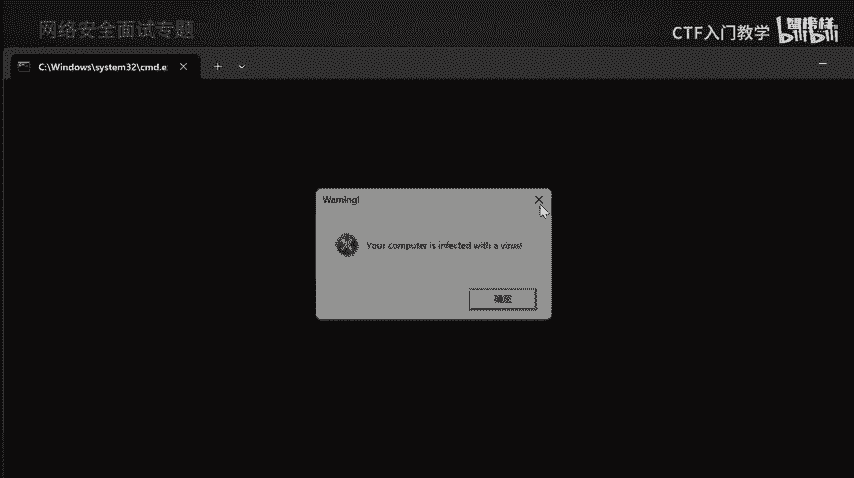 网络安全面试专题
CTF入门教学
bilibili
C:\Windows\system32\cmd.e
Warning!
Your computer is infected with a virus!
确定